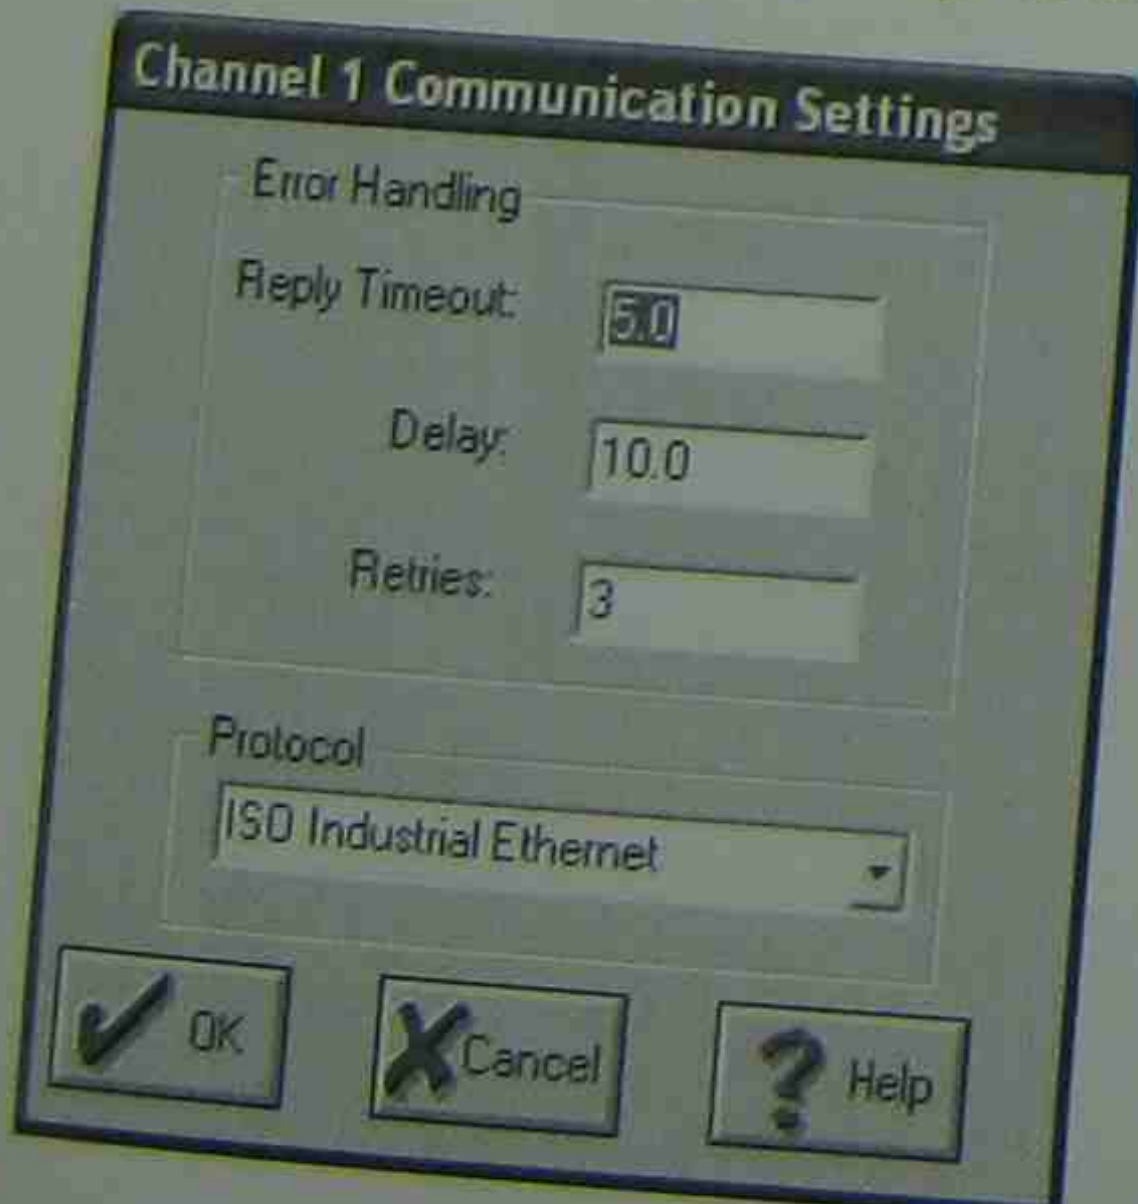 Channel 1 Communication Settings
Error Handling
Reply Timeout: 5.0
Delay: 10.0
Retries: 3
Protocol
ISO Industrial Ethernet
OK Cancel Help